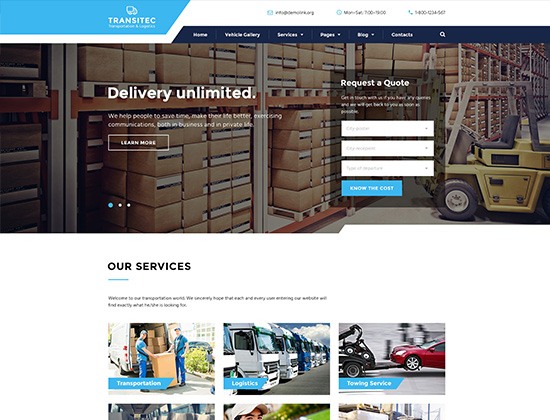 TRANSITEC
Transportation & Logistics
info@demolink.org
Mon–Sat: 7:00–19:00
1-800-1234-567
Home
Vehicle Gallery
Services
Pages
Blog
Contacts
Delivery unlimited.
We help people to save time, make their life better, exercising
communications, both in business and in private life.
LEARN MORE
Request a Quote
Get in touch with us if you have any queries
and we will get back to you as soon as
possible.
City pickup
City recipient
Type of departure
KNOW THE COST
OUR SERVICES
Welcome to our transportation world. We sincerely hope that each and every user entering our website will
find exactly what he/she is looking for.
Transportation
Logistics
Towing Service